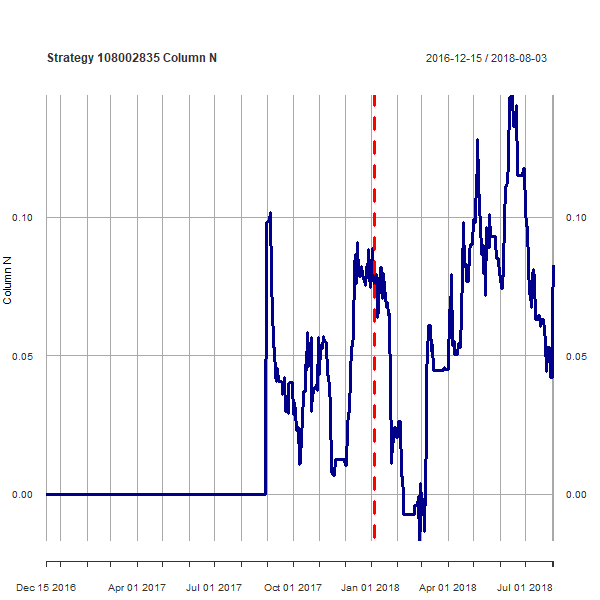 Strategy 108002835 Column N
2016-12-15 / 2018-08-03
Column N
0.10
0.05
0.00
0.10
0.05
0.00
Dec 15 2016
Apr 01 2017
Jul 01 2017
Oct 01 2017
Jan 01 2018
Apr 01 2018
Jul 01 2018